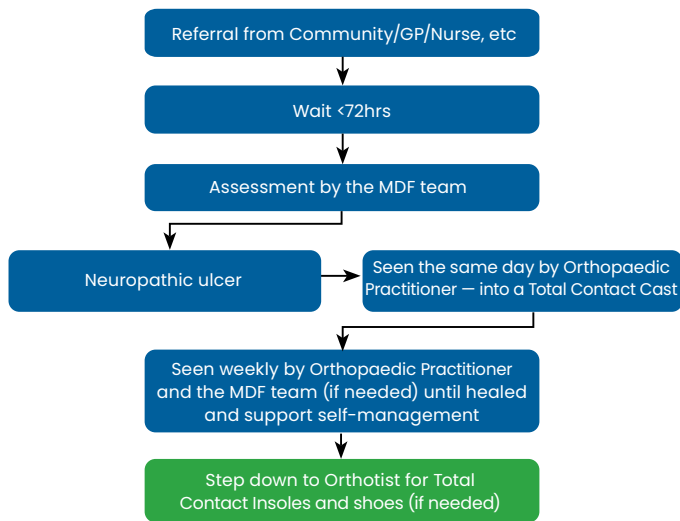 Referral from Community/GP/Nurse, etc
Wait <72hrs
Assessment by the MDF team
Neuropathic ulcer
Seen the same day by Orthopaedic
Practitioner — into a Total Contact Cast
Seen weekly by Orthopaedic Practitioner
and the MDF team (if needed) until healed
and support self-management
Step down to Orthotist for Total
Contact Insoles and shoes (if needed)